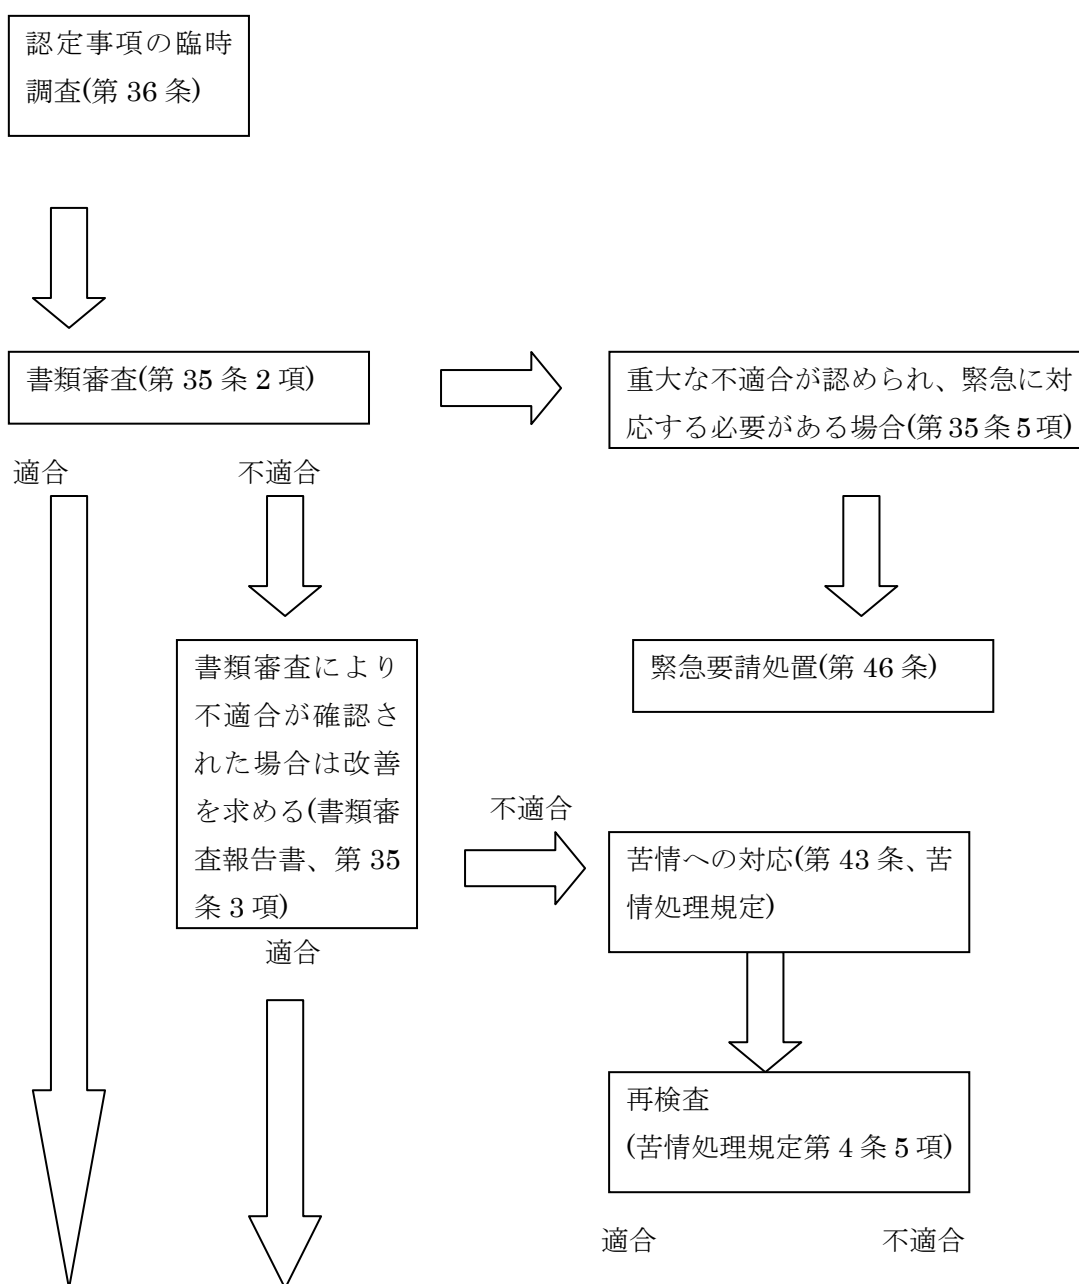 認定事項の臨時
調査(第 36 条)
書類審査(第 35 条 2 項)
重大な不適合が認められ、緊急に対
応する必要がある場合(第 35 条 5 項)
適合
不適合
書類審査により
不適合が確認さ
れた場合は改善
を求める(書類審
査報告書、第 35
条 3 項)
緊急要請処置(第 46 条)
不適合
苦情への対応(第 43 条、苦
情処理規定)
適合
再検査
(苦情処理規定第 4 条 5 項)
適合
不適合